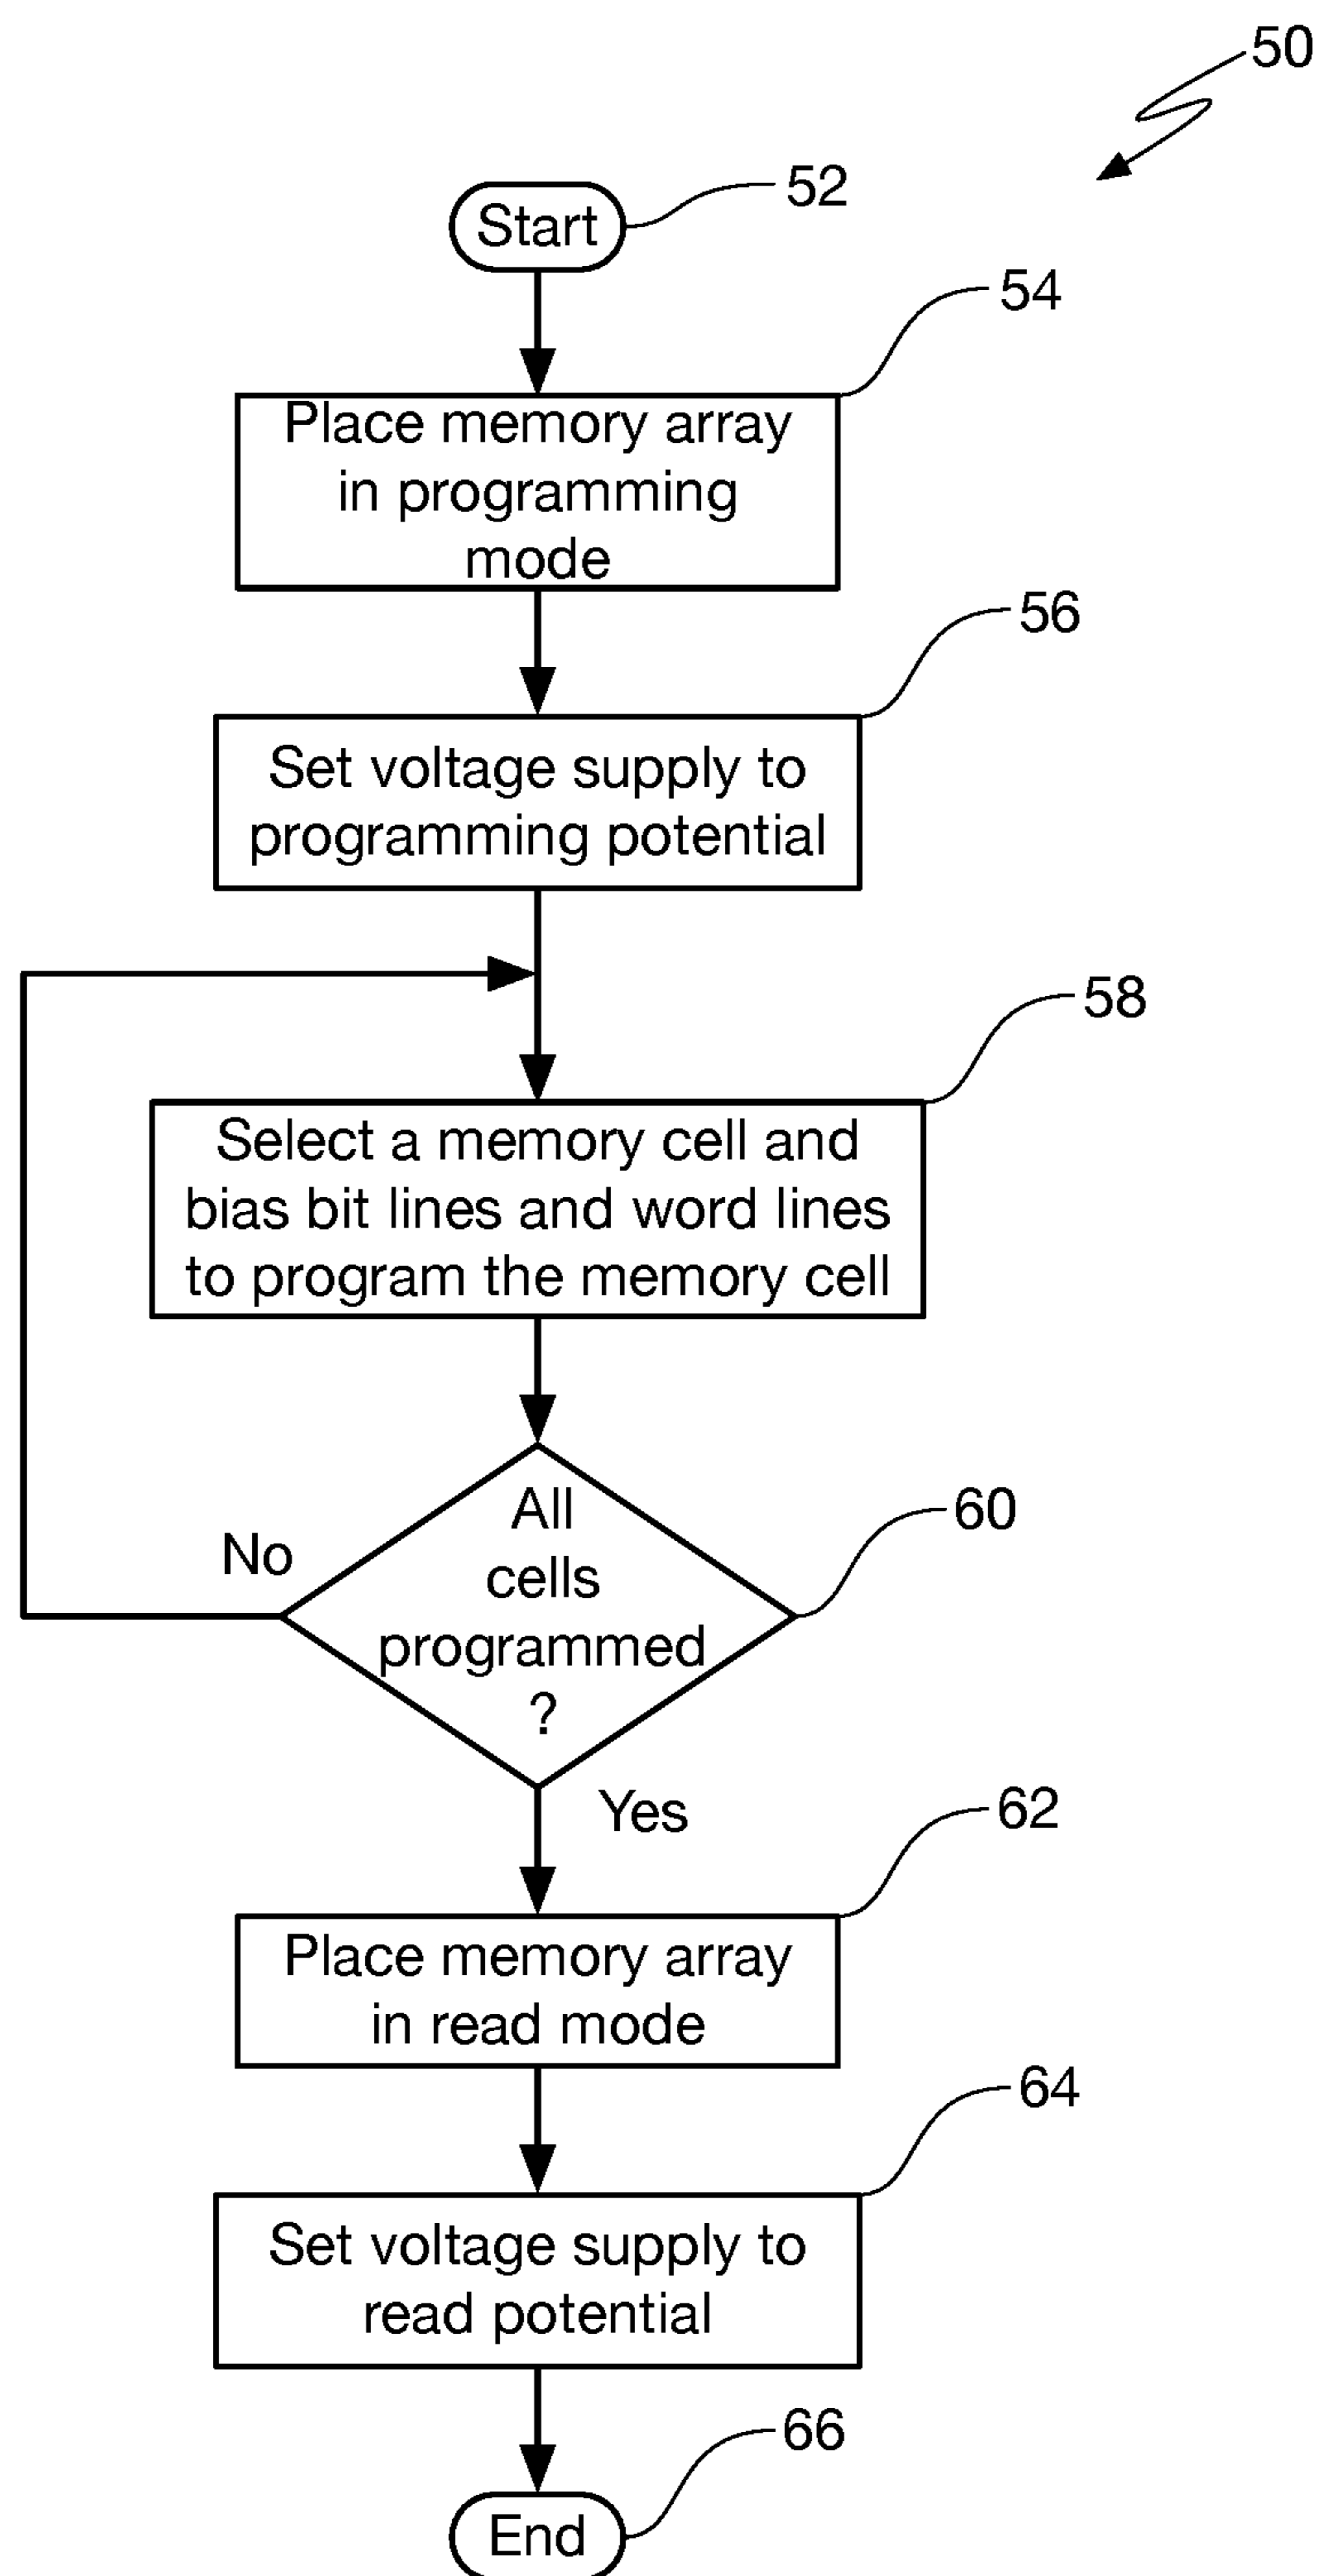 50
52
Start
54
Place memory array
in programming
mode
56
Set voltage supply to
programming potential
58
Select a memory cell and
bias bit lines and word lines
to program the memory cell
60
All
cells
programmed
?
No
Yes
62
Place memory array
in read mode
64
Set voltage supply to
read potential
66
End